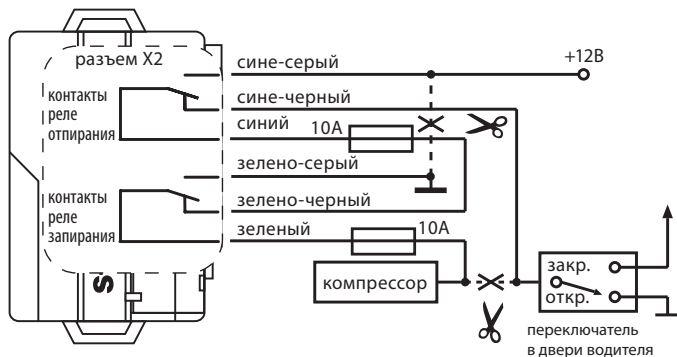 разъем X2
сине-серый
+12В
контакты
реле
отпирания
сине-черный
синий
10А
зелено-серый
контакты
реле
запирания
зелено-черный
зеленый
10А
компрессор
закр.
откр.
S
переключатель
в двери водителя